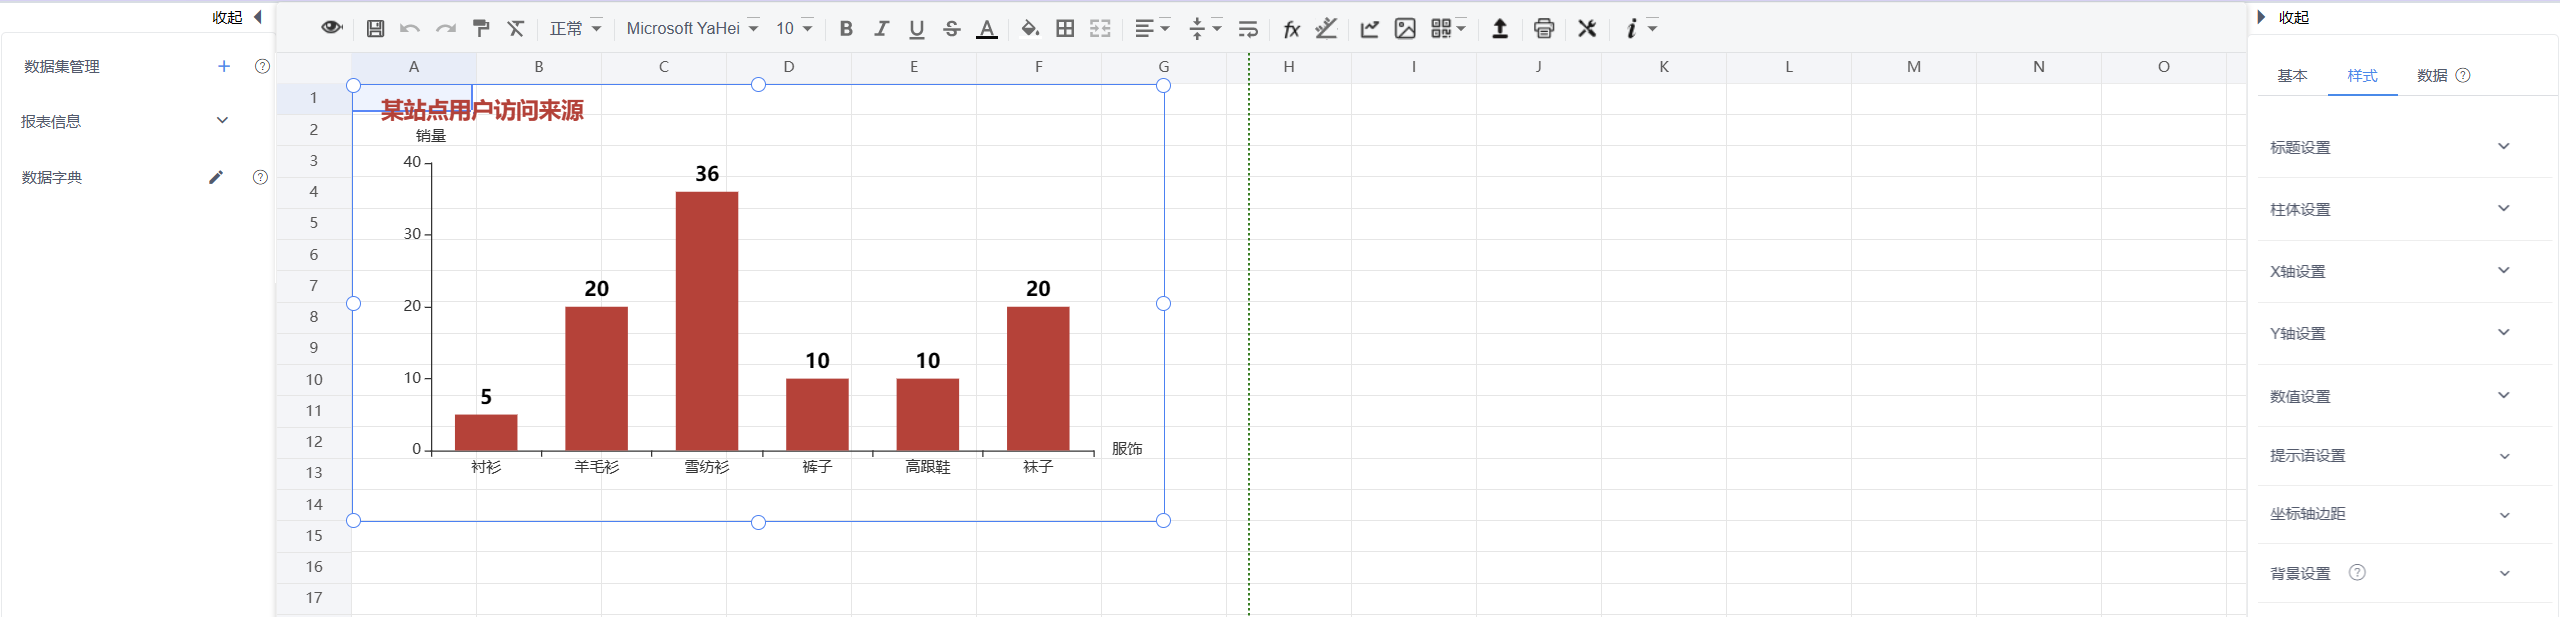 收起
数据集管理
报表信息
数据字典
正常 Microsoft YaHei 10 B I U S A fx i
A B C D E F G H I J K L M N O
1
2
3
4
5
6
7
8
9
10
11
12
13
14
15
16
17
某站点用户访问来源
销量
40
30
20
10
0
5
20
36
10
10
20
衬衫 羊毛衫 雪纺衫 裤子 高跟鞋 袜子
服饰
收起
基本 样式 数据
标题设置
柱体设置
X轴设置
Y轴设置
数值设置
提示语设置
坐标轴边距
背景设置